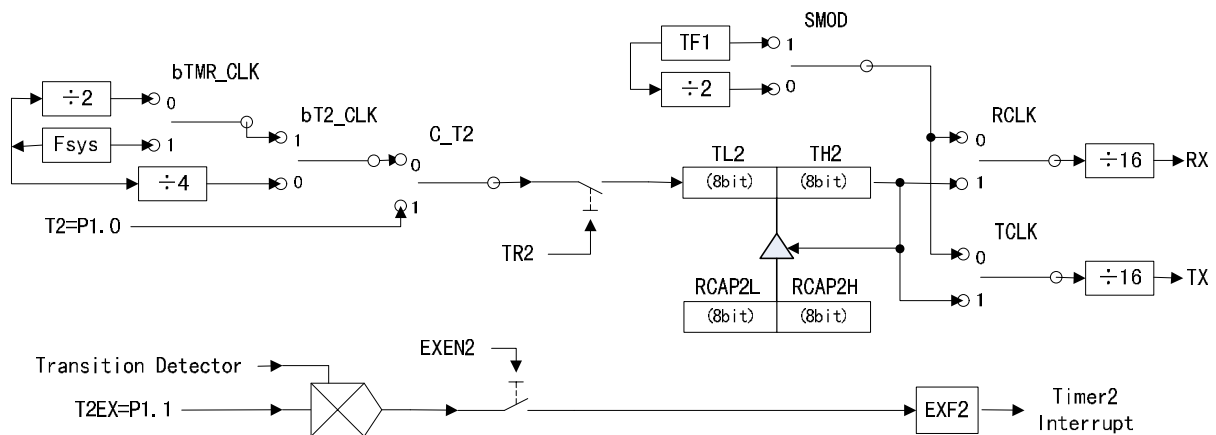 SMOD
TF1
1
÷2
0
bTMR_CLK
÷2
0
Fsys
1
÷4
bT2_CLK
1
0
C_T2
0
1
T2=P1.0
TR2
TL2
TH2
(8bit)
(8bit)
RCAP2L
RCAP2H
(8bit)
(8bit)
RCLK
0
1
÷16
RX
TCLK
0
1
÷16
TX
Transition Detector
T2EX=P1.1
EXEN2
EXF2
Timer2
Interrupt